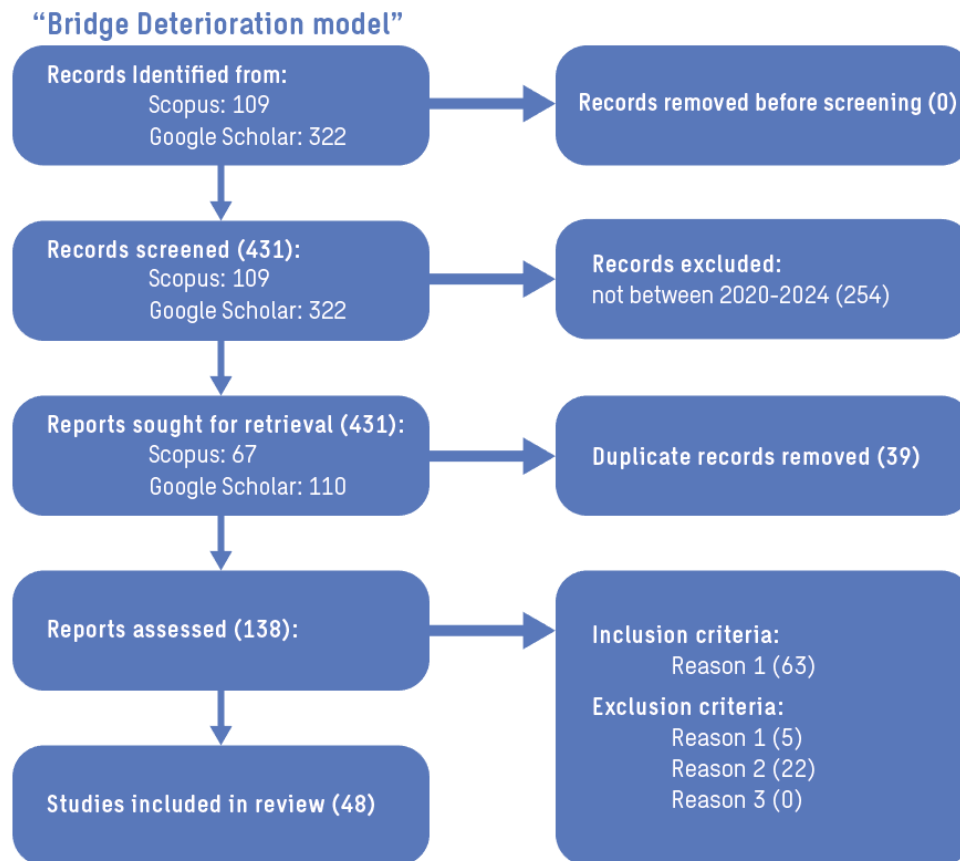 “Bridge Deterioration model”
Records Identified from:
Scopus: 109
Google Scholar: 322
Records removed before screening (0)
Records screened (431):
Scopus: 109
Google Scholar: 322
Records excluded:
not between 2020-2024 (254)
Reports sought for retrieval (431):
Scopus: 67
Google Scholar: 110
Duplicate records removed (39)
Reports assessed (138):
Inclusion criteria:
Reason 1 (63)
Exclusion criteria:
Reason 1 (5)
Reason 2 (22)
Reason 3 (0)
Studies included in review (48)